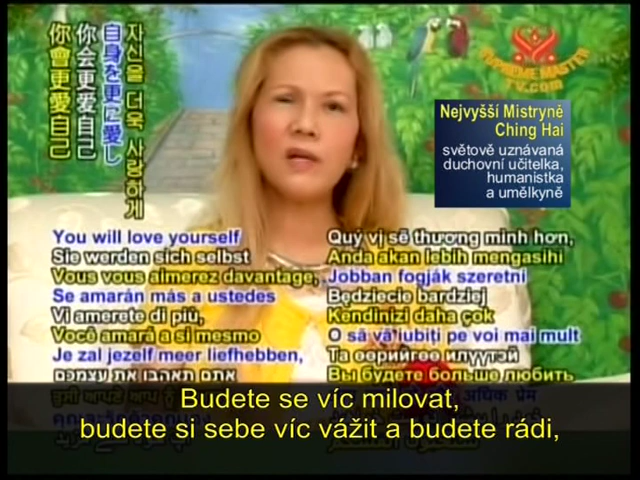 你會更愛自己
你会更爱自己
自身を更に愛し
자신을 더욱 사랑하게
SUPREME MASTER
TV.com
Nejvyšší Mistryně
Ching Hai
světově uznávaná
duchovní učitelka,
humanistka
a umělkyně
You will love yourself
Sie werden sich selbst
Vous vous aimerez davantage,
Se amarán más a ustedes
Vi amerete di più,
Você amará a si mesmo
Je zal jezelf meer liefhebben,
אתם תאהבו את עצמכם
Quý vị sẽ thương mình hơn,
Anda akan lebih mengasihi
Jobban fogják szeretni
Będziecie bardziej
Kendinizi daha çok
O să vă iubiţi pe voi mai mult
Та өөрийгөө илүүтэй
Вы будете больше любить
Budete se víc milovat,
budete si sebe víc vážit a budete rádi,